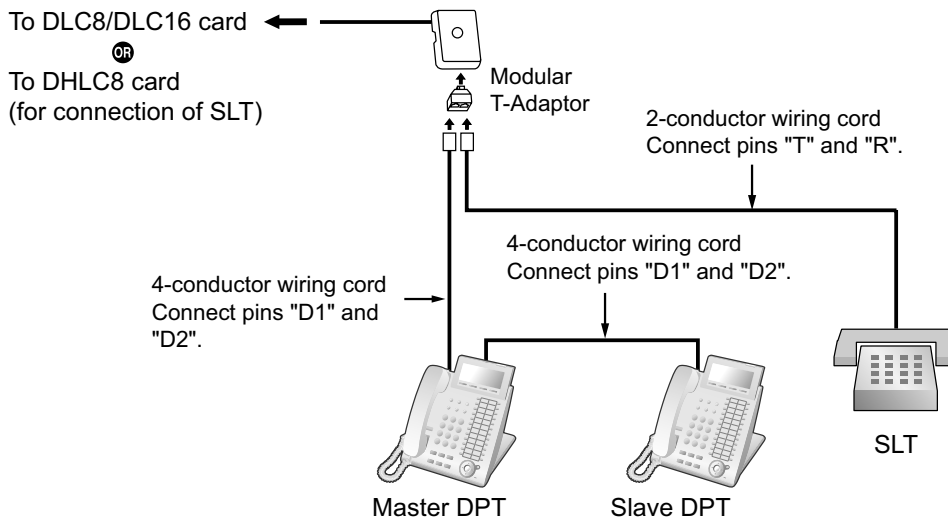 To DLC8/DLC16 card
OR
To DHLC8 card
(for connection of SLT)
Modular
T-Adaptor
2-conductor wiring cord
Connect pins "T" and "R".
4-conductor wiring cord
Connect pins "D1" and "D2".
4-conductor wiring cord
Connect pins "D1" and
"D2".
SLT
Master DPT
Slave DPT